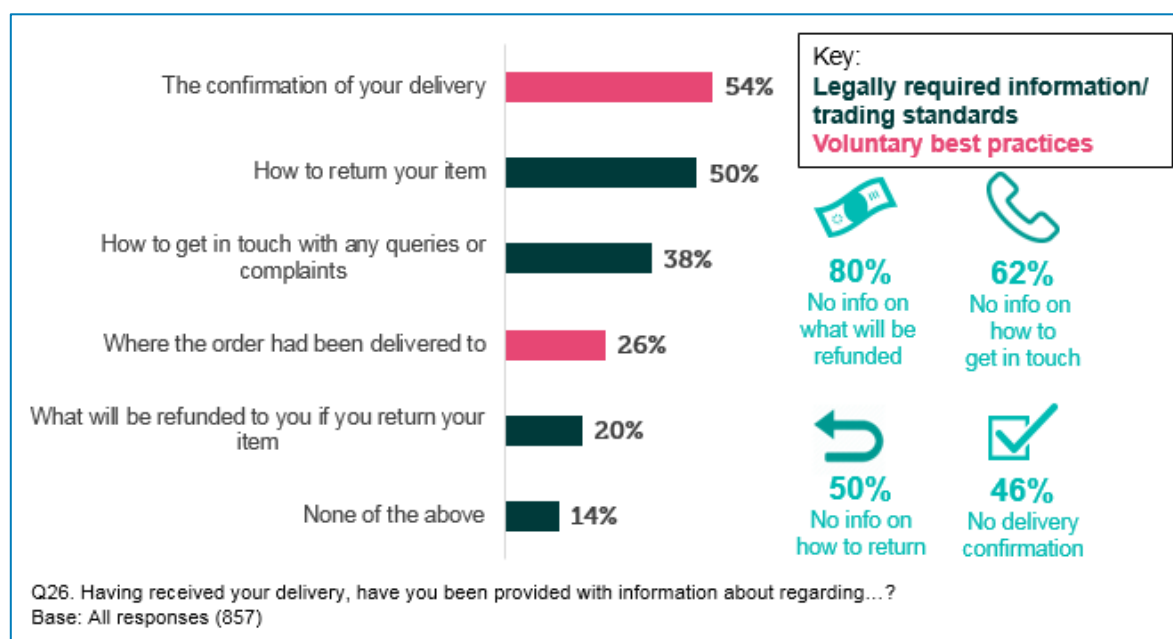 The confirmation of your delivery
54%
How to return your item
50%
How to get in touch with any queries or
complaints
38%
Where the order had been delivered to
26%
What will be refunded to you if you return your
item
20%
None of the above
14%
Key:
Legally required information/
trading standards
Voluntary best practices
80%
No info on
what will be
refunded
62%
No info on
how to
get in touch
50%
No info on
how to return
46%
No delivery
confirmation
Q26. Having received your delivery, have you been provided with information about regarding…?
Base: All responses (857)